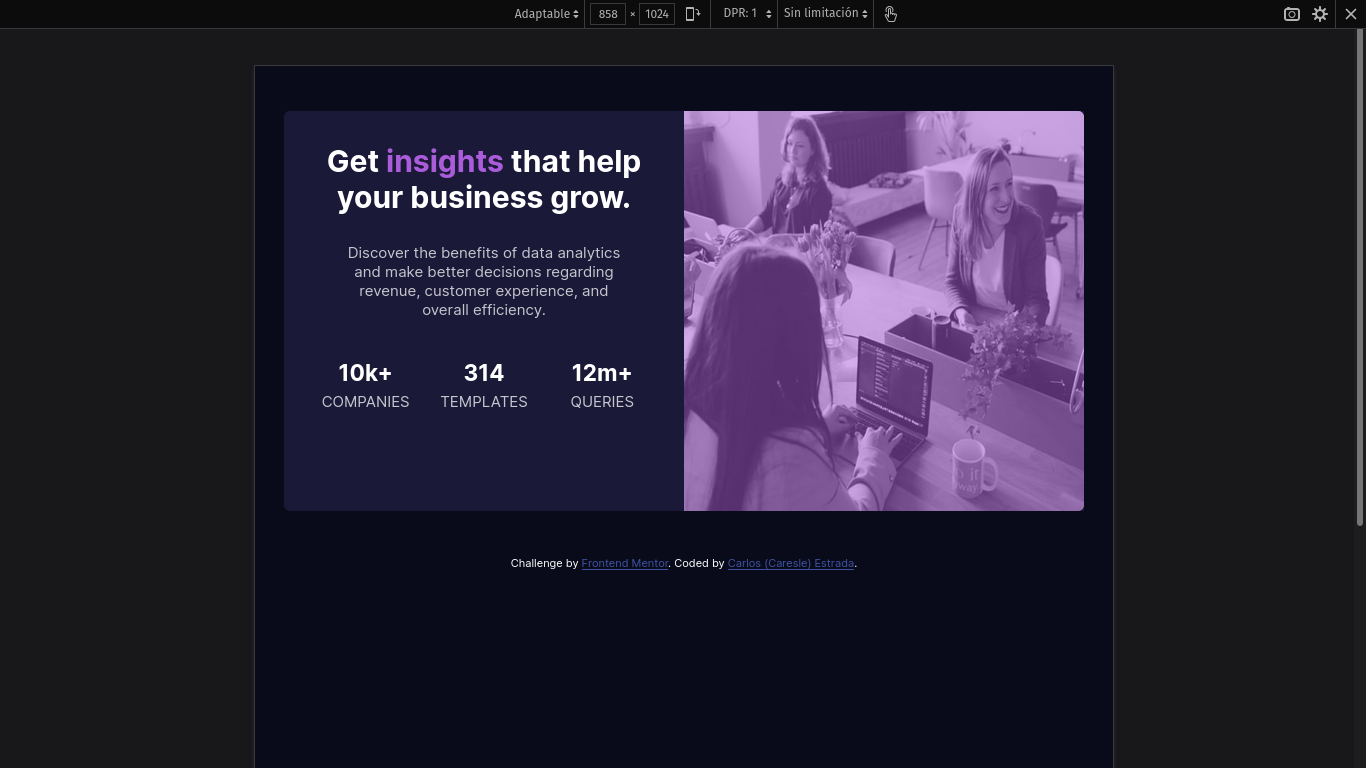 Adaptable 858 × 1024 DPR: 1 Sin limitación
Get insights that help
your business grow.
Discover the benefits of data analytics
and make better decisions regarding
revenue, customer experience, and
overall efficiency.
10k+ 314 12m+
COMPANIES TEMPLATES QUERIES
Challenge by Frontend Mentor. Coded by Carlos (Caresle) Estrada.